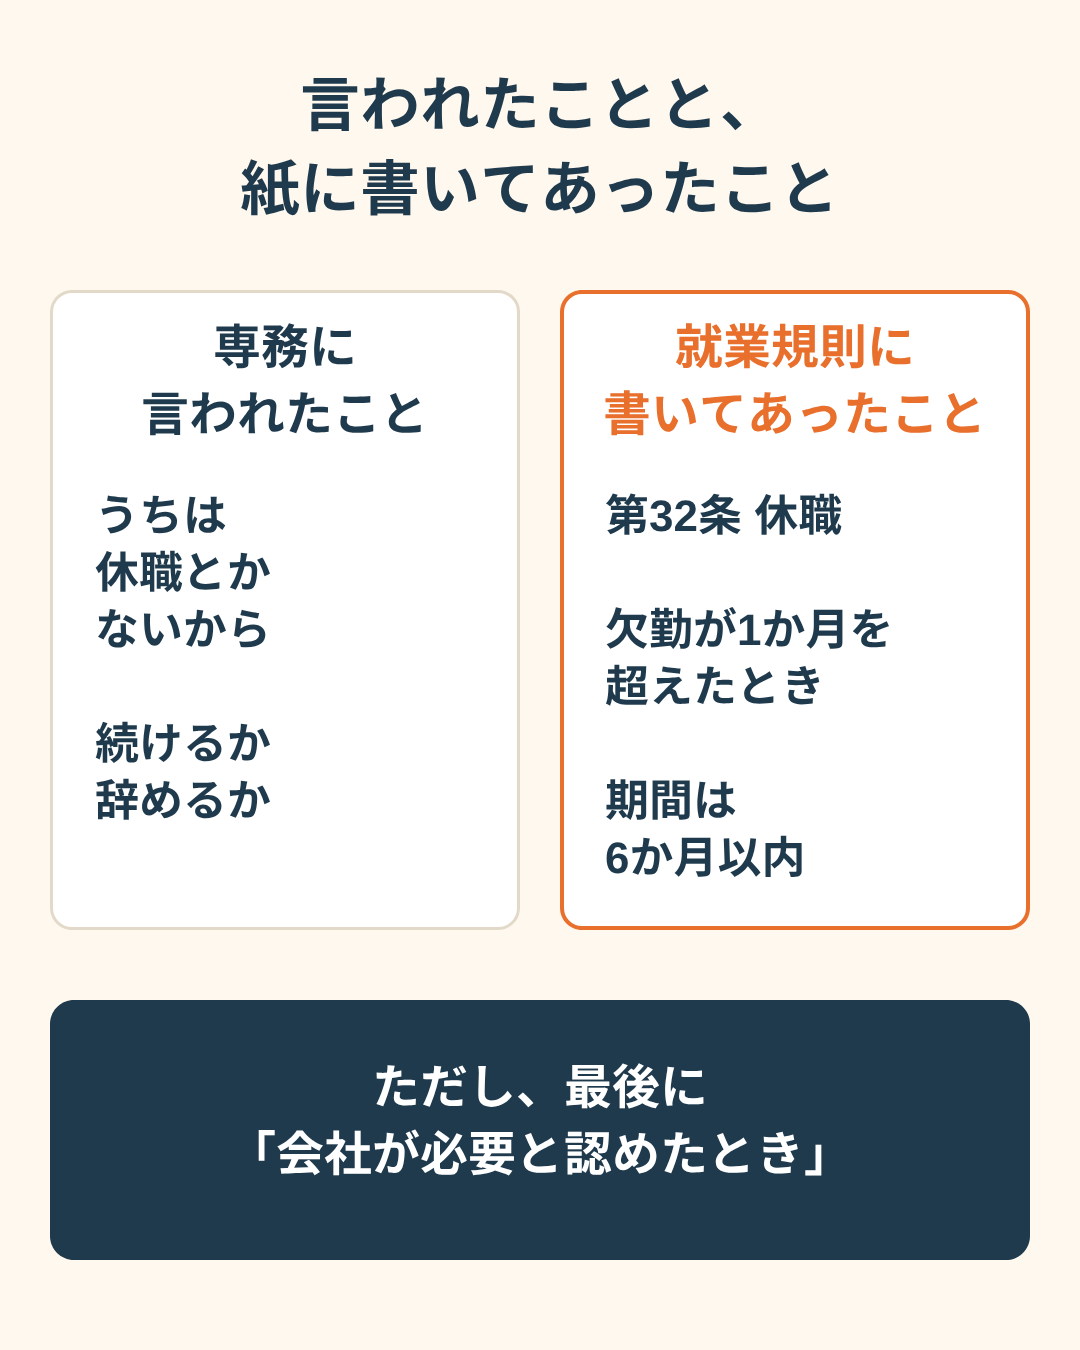 言われたことと、
紙に書いてあったこと
専務に
言われたこと
うちは
休職とか
ないから
続けるか
辞めるか
就業規則に
書いてあったこと
第32条 休職
欠勤が1か月を
超えたとき
期間は
6か月以内
ただし、最後に
「会社が必要と認めたとき」